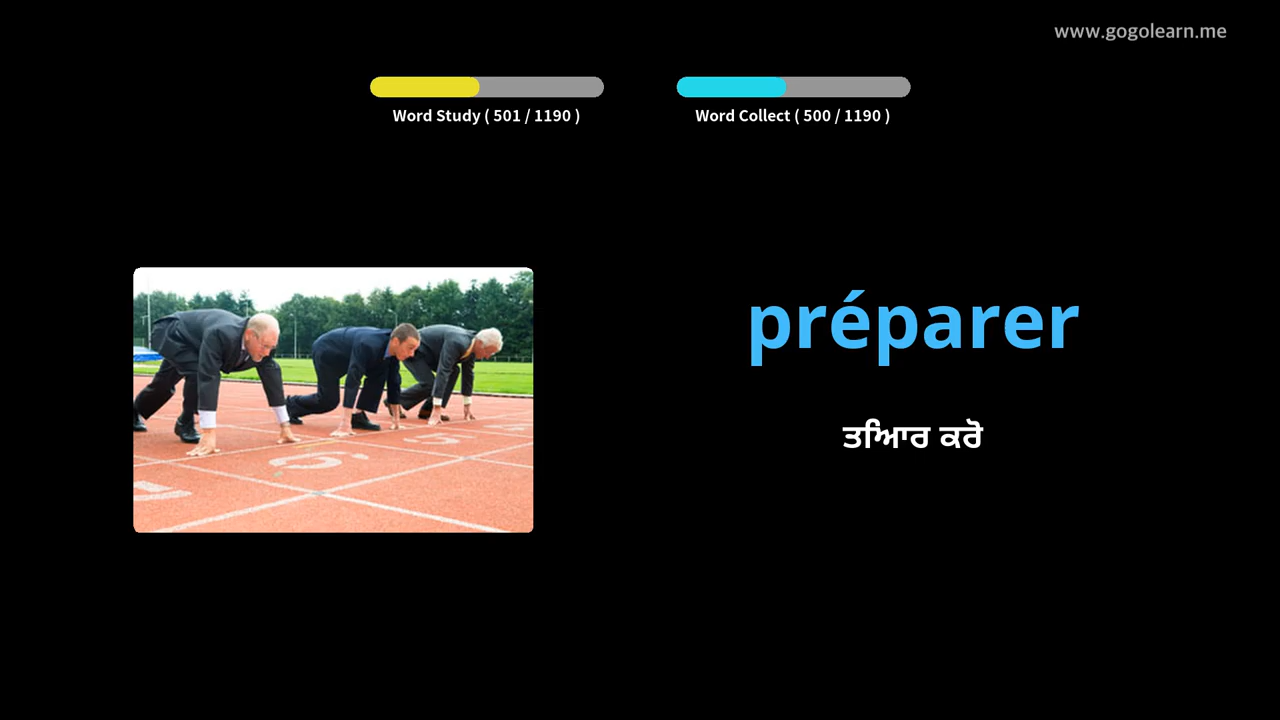 www.gogolearn.me
Word Study ( 501 / 1190 )
Word Collect ( 500 / 1190 )
préparer
ਤਿਆਰ ਕਰੋ